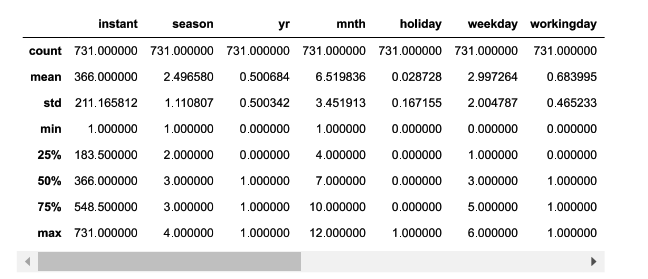 instant season yr mnth holiday weekday workingday
count 731.000000 731.000000 731.000000 731.000000 731.000000 731.000000 731.000000
mean 366.000000 2.496580 0.500684 6.519836 0.028728 2.997264 0.683995
std 211.165812 1.110807 0.500342 3.451913 0.167155 2.004787 0.465233
min 1.000000 1.000000 0.000000 1.000000 0.000000 0.000000 0.000000
25% 183.500000 2.000000 0.000000 4.000000 0.000000 1.000000 0.000000
50% 366.000000 3.000000 1.000000 7.000000 0.000000 3.000000 1.000000
75% 548.500000 3.000000 1.000000 10.000000 0.000000 5.000000 1.000000
max 731.000000 4.000000 1.000000 12.000000 1.000000 6.000000 1.000000